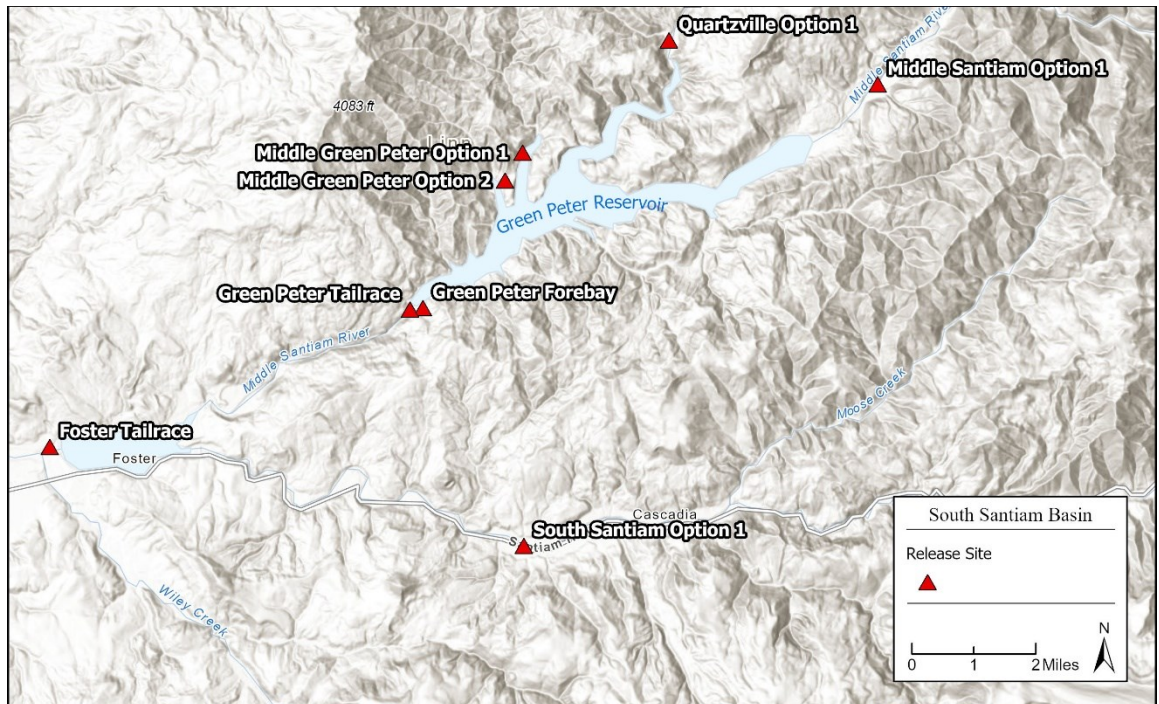 Quartzville Option 1
Middle Santiam River
Middle Santiam Option 1
4083 ft
Linn
Middle Green Peter Option 1
Middle Green Peter Option 2
Green Peter Reservoir
Green Peter Tailrace
Green Peter Forebay
Middle Santiam River
Moose Creek
Foster Tailrace
Foster
Cascadia
South Santiam Option 1
Wiley Creek
South Santiam Basin
Release Site
N
0 1 2 Miles